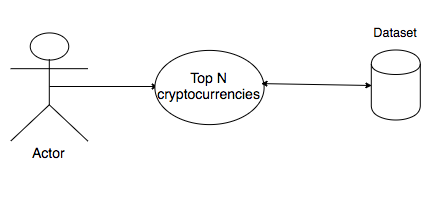 Dataset
Top N
cryptocurrencies
Actor